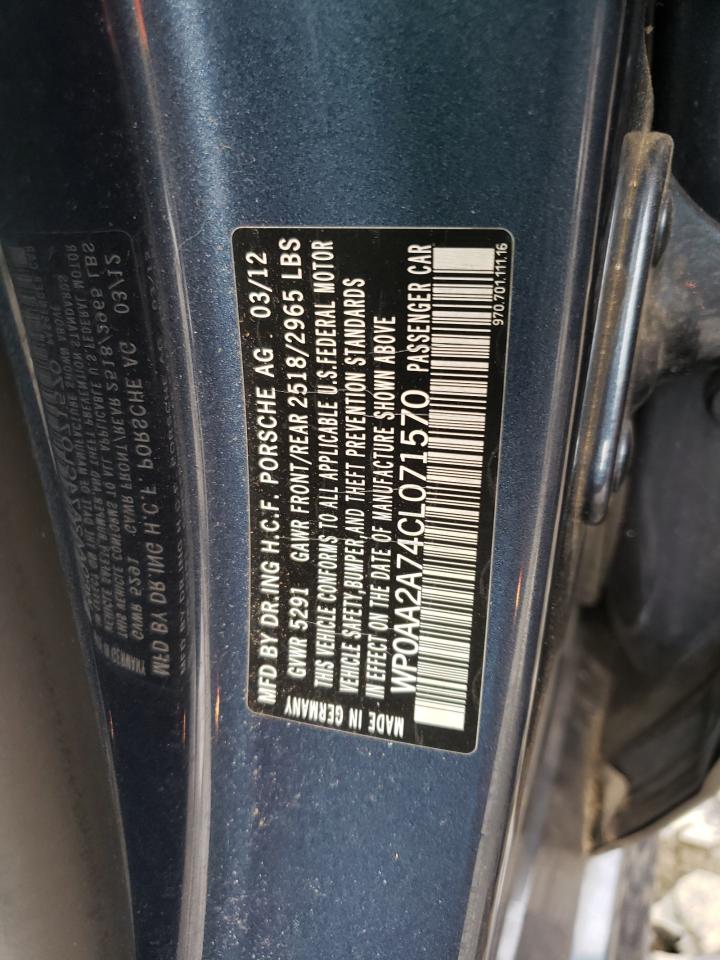 MFD BY DR.ING H.C.F. PORSCHE AG 03/12
GVWR 5291 GAWR FRONT/REAR 2518/2965 LBS
THIS VEHICLE CONFORMS TO ALL APPLICABLE U.S.FEDERAL MOTOR
VEHICLE SAFETY,BUMPER,AND THEFT PREVENTION STANDARDS
IN EFFECT ON THE DATE OF MANUFACTURE SHOWN ABOVE
MADE IN GERMANY
WP0AA2A74CL071570 PASSENGER CAR
970.701.111.16